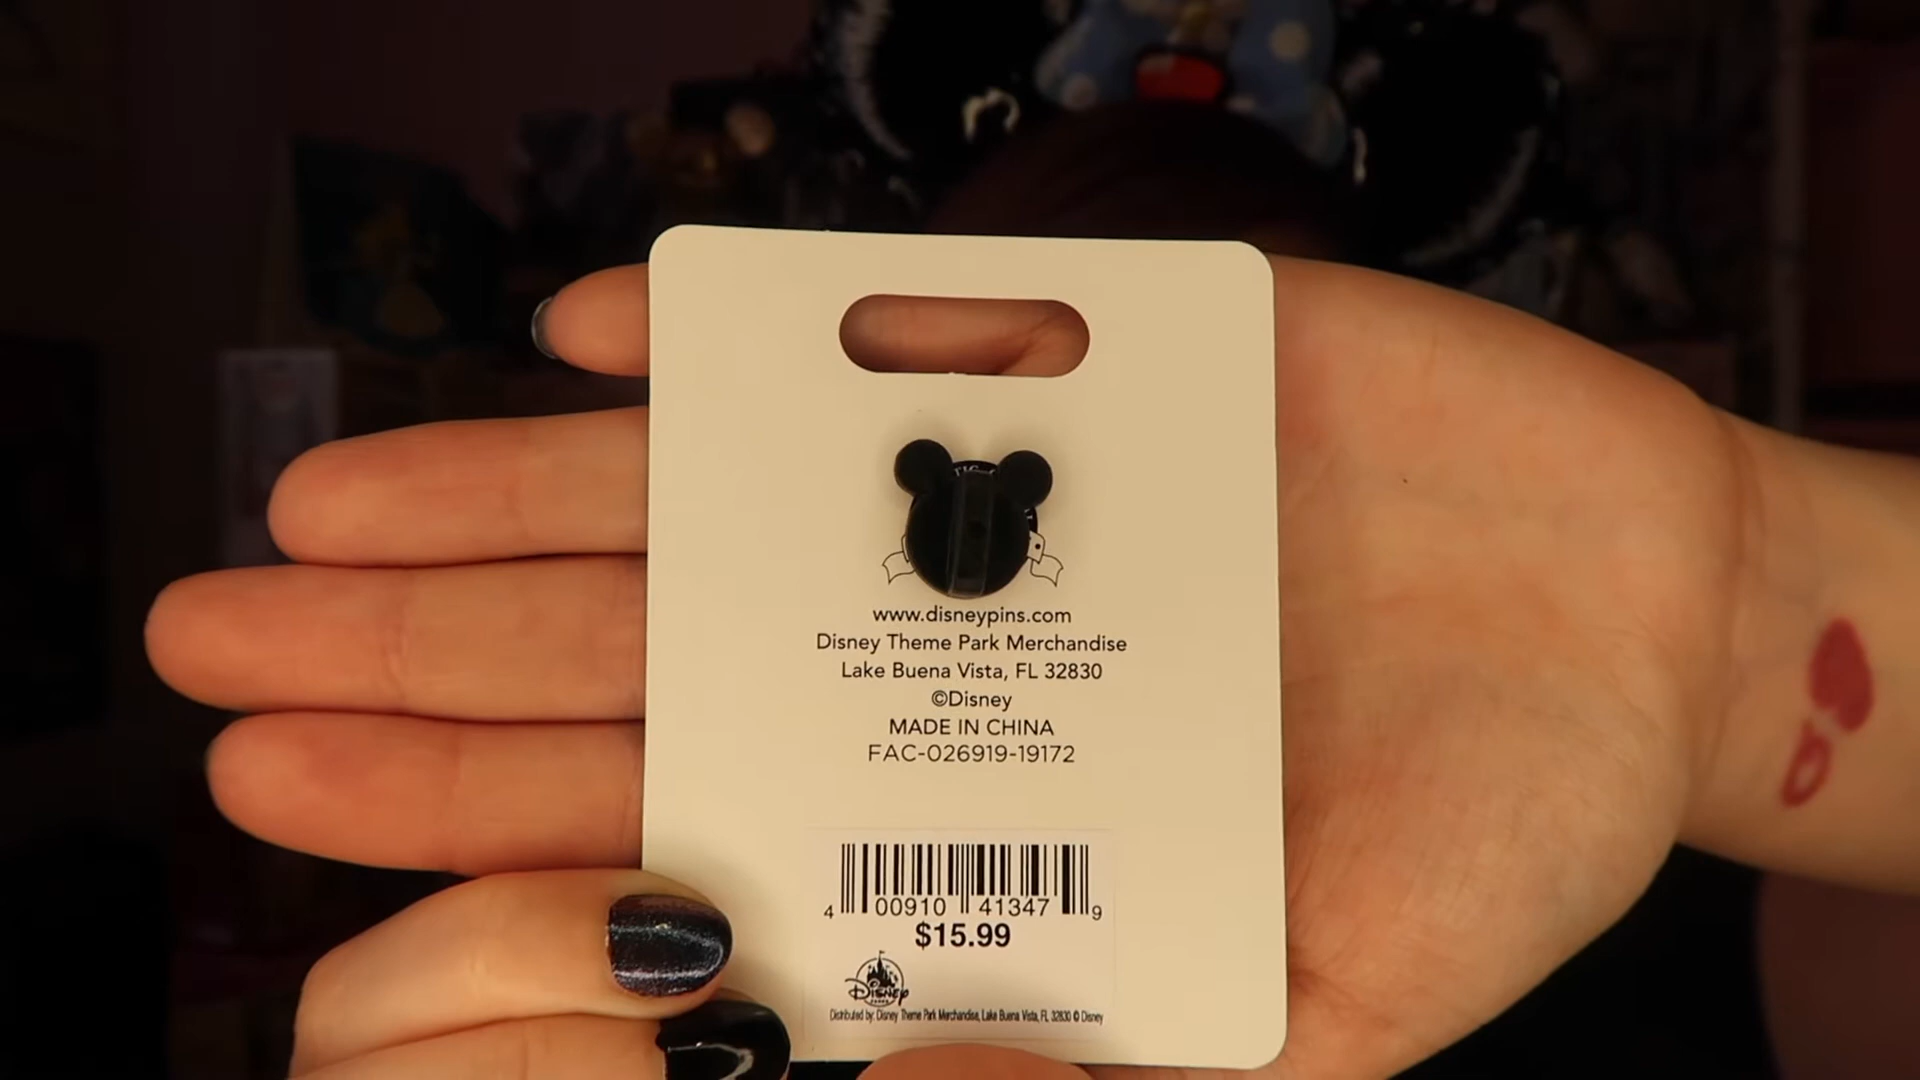 www.disneypins.com
Disney Theme Park Merchandise
Lake Buena Vista, FL 32830
©Disney
MADE IN CHINA
FAC-026919-19172
4 00910 41347 9
$15.99
Disney
PARKS
Distributed by: Disney Theme Park Merchandise, Lake Buena Vista, FL 32830 © Disney